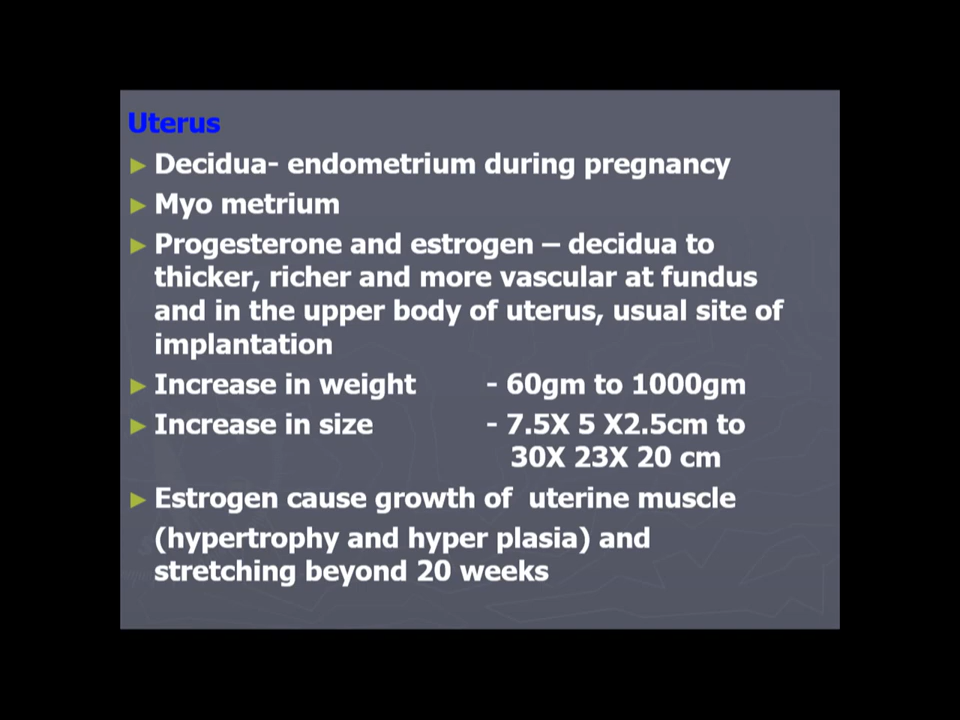 Uterus
► Decidua- endometrium during pregnancy
► Myo metrium
► Progesterone and estrogen – decidua to
thicker, richer and more vascular at fundus
and in the upper body of uterus, usual site of
implantation
► Increase in weight - 60gm to 1000gm
► Increase in size - 7.5X 5 X2.5cm to
30X 23X 20 cm
► Estrogen cause growth of uterine muscle
(hypertrophy and hyper plasia) and
stretching beyond 20 weeks